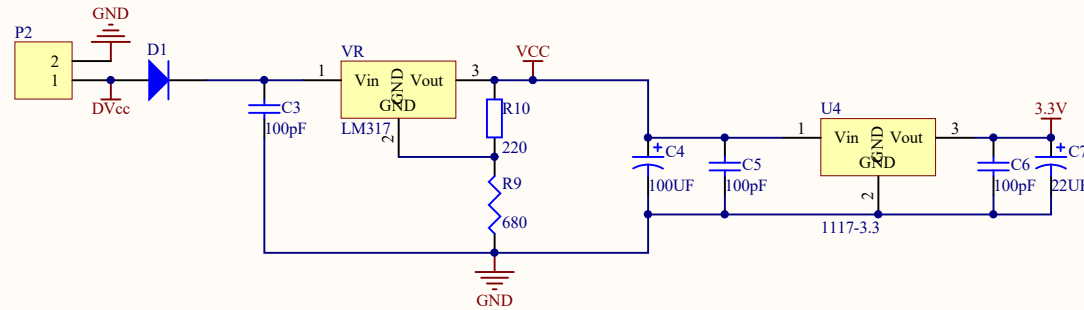 GND
P2
2
1
DVcc
D1
C3
100pF
VR
1
Vin
GND
Vout
3
GND
LM317
2
R10
220
R9
680
GND
VCC
C4
100UF
C5
100pF
U4
1
Vin
GND
Vout
3
GND
2
1117-3.3
3.3V
C6
100pF
C7
22UF